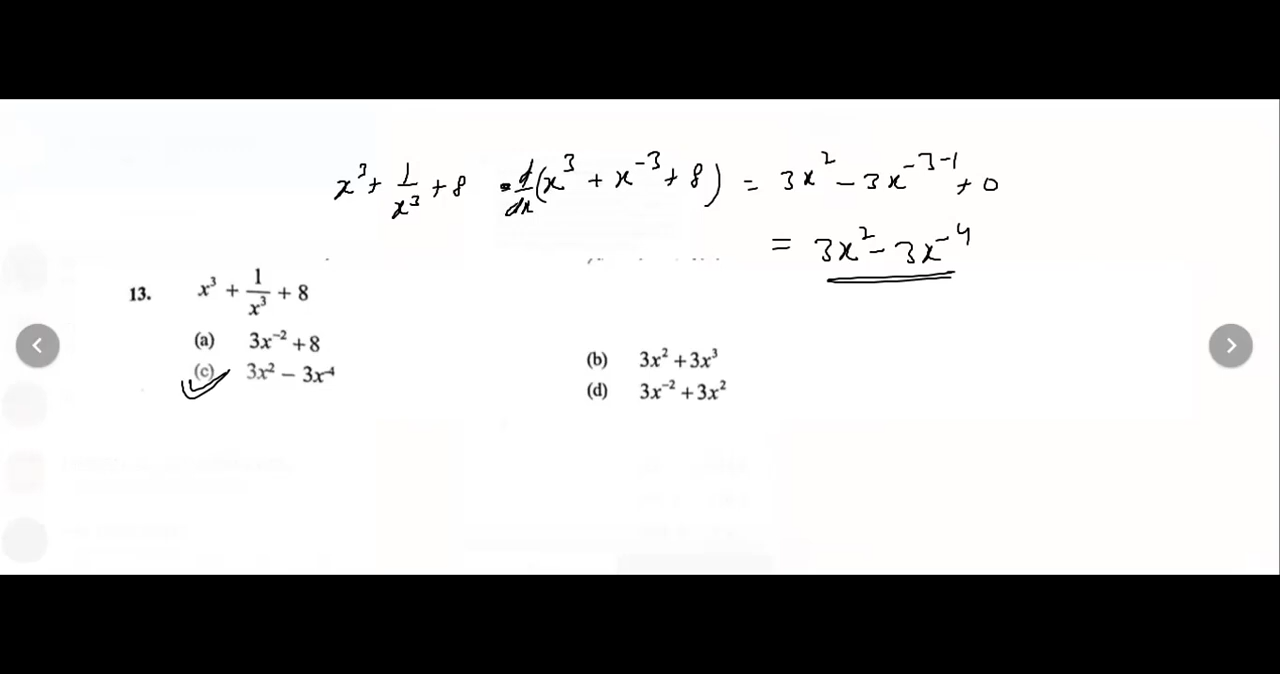 x³ + 1/x³ + 8 = d/dx(x³ + x⁻³ + 8) = 3x² - 3x⁻³⁻¹ + 0
= 3x² - 3x⁻⁴
13. x³ + 1/x³ + 8
(a) 3x⁻² + 8
(b) 3x² + 3x³
(c) 3x² – 3x⁻⁴
(d) 3x⁻² + 3x²